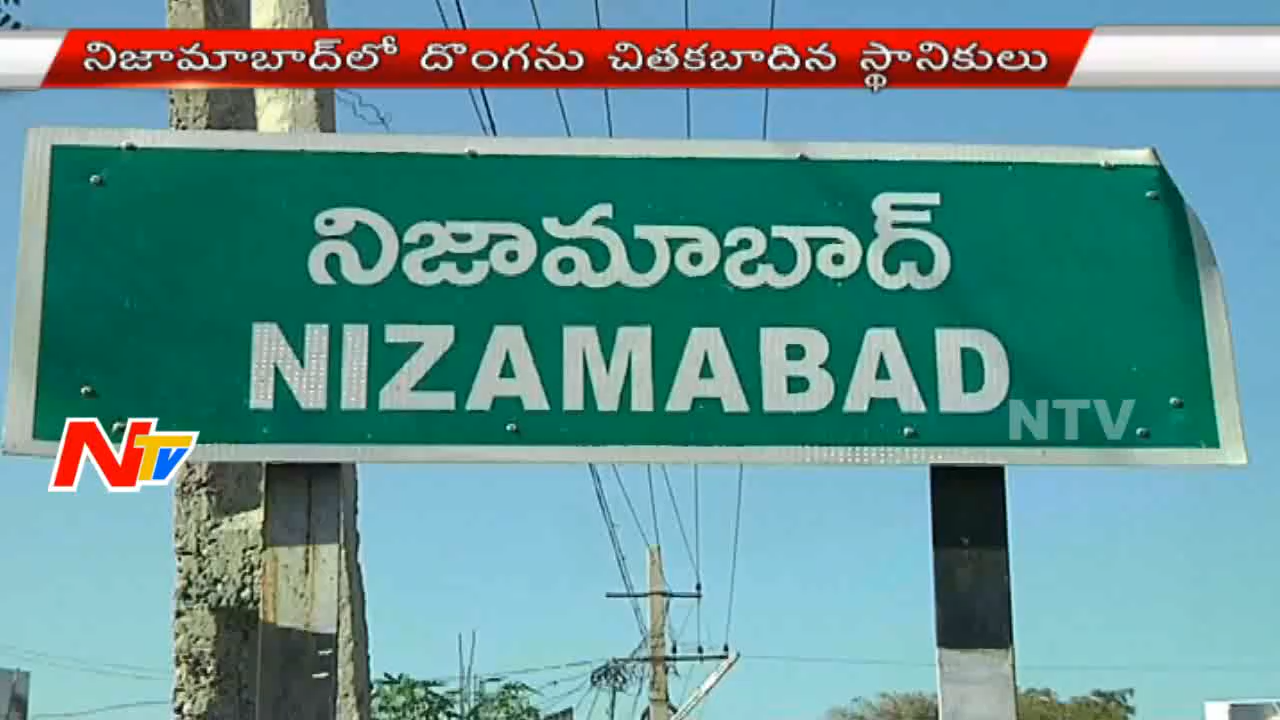 నిజామాబాద్‌లో దొంగను చితకబాదిన స్థానికులు
నిజామాబాద్
NIZAMABAD
NTV
NTV